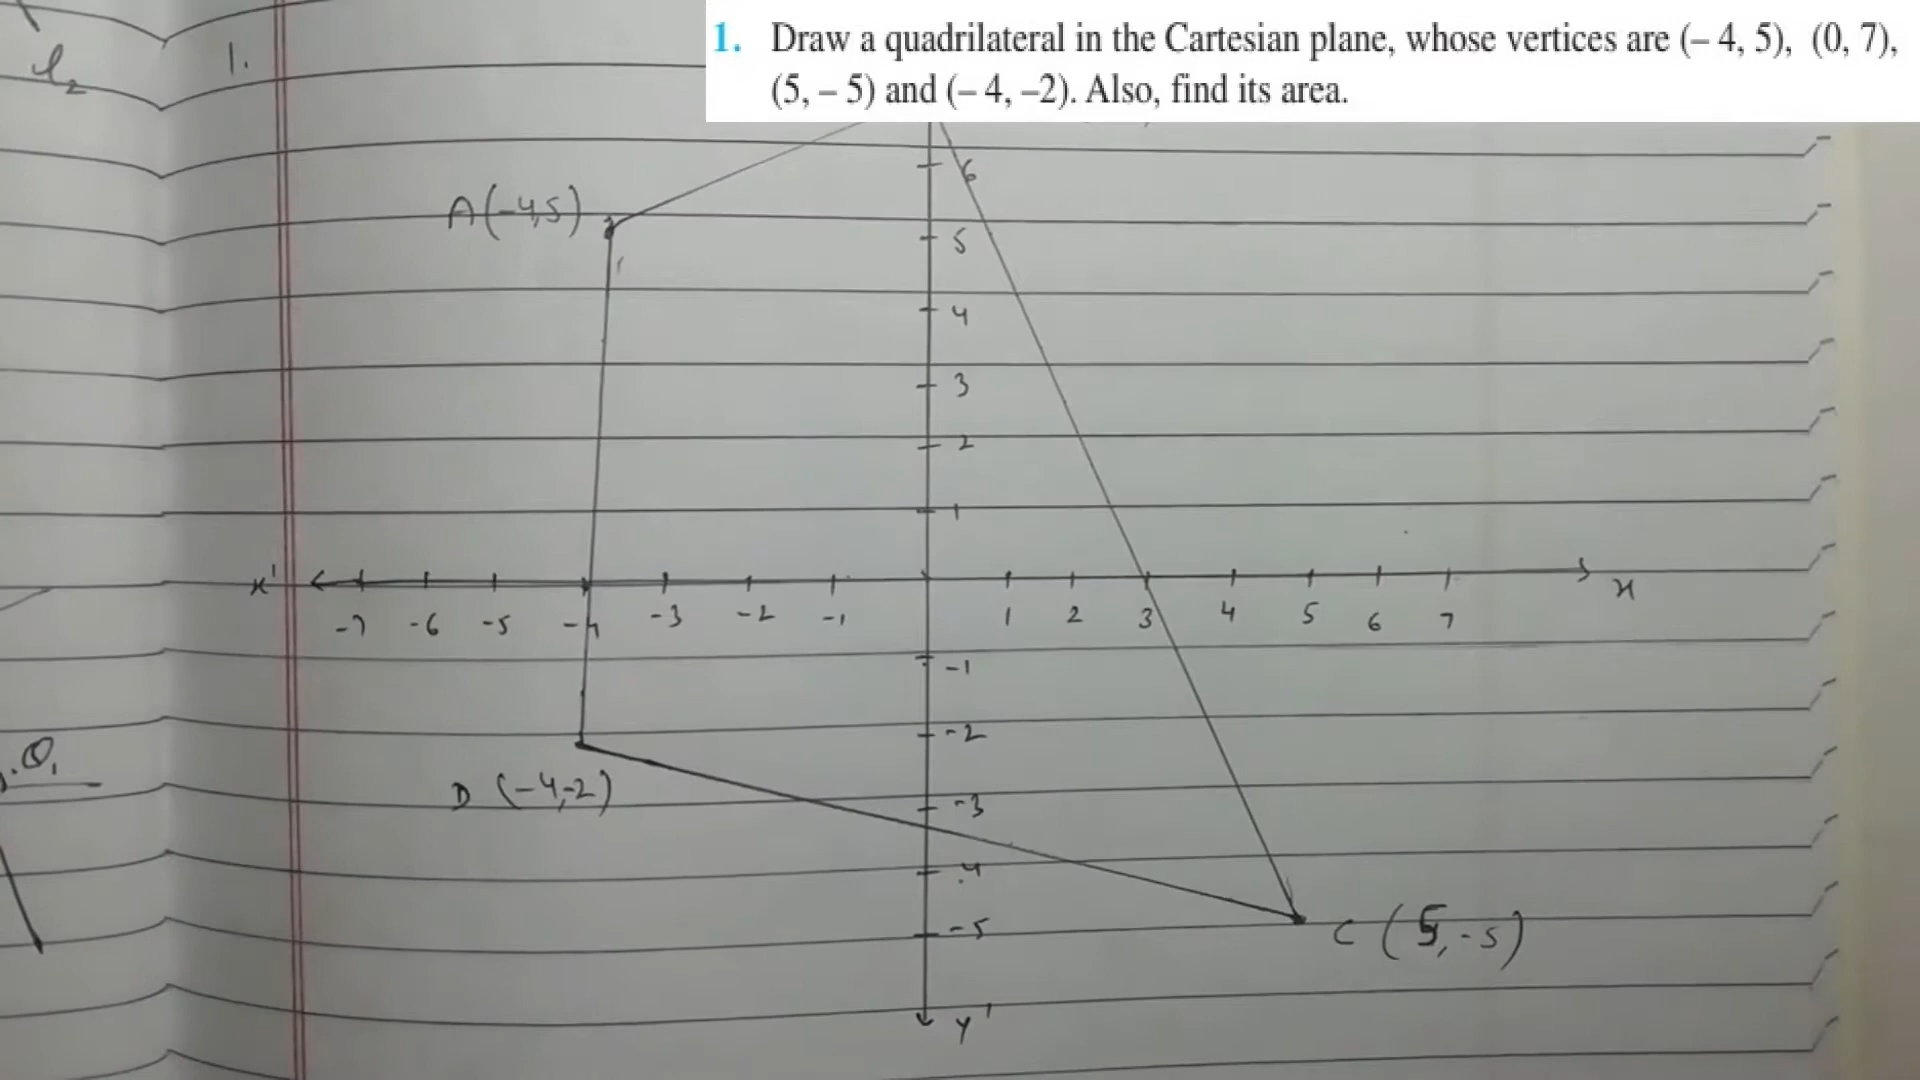 1. Draw a quadrilateral in the Cartesian plane, whose vertices are (– 4, 5), (0, 7),
(5, – 5) and (– 4, –2). Also, find its area.
l₂
1.
6
A(-4,5)
5
4
3
2
1
x'
x
-7 -6 -5 -4 -3 -2 -1 1 2 3 4 5 6 7
-1
-2
D (-4,-2)
-3
-4
-5
C (5,-5)
y'